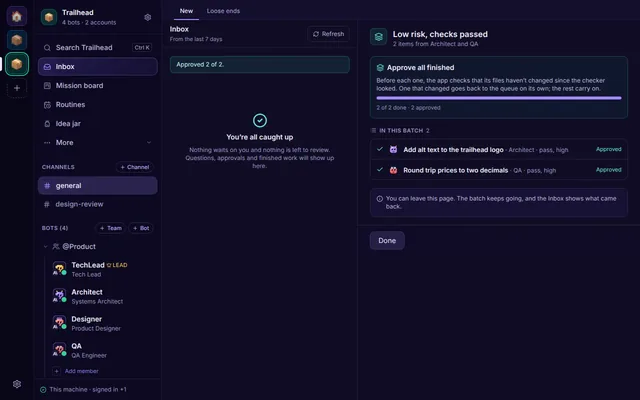 Trailhead
4 bots · 2 accounts
Search Trailhead
Ctrl K
Inbox
Mission board
Routines
Idea jar
More
CHANNELS
+ Channel
# general
# design-review
BOTS (4)
+ Team
+ Bot
@Product
TechLead
LEAD
Tech Lead
Architect
Systems Architect
Designer
Product Designer
QA
QA Engineer
+ Add member
This machine · signed in +1
New
Loose ends
Inbox
From the last 7 days
Refresh
Approved 2 of 2.
You're all caught up
Nothing waits on you and nothing is left to review.
Questions, approvals and finished work will show up
here.
Low risk, checks passed
2 items from Architect and QA
Approve all finished
Before each one, the app checks that its files haven't changed since the checker
looked. One that changed goes back to the queue on its own; the rest carry on.
2 of 2 done · 2 approved
IN THIS BATCH 2
Add alt text to the trailhead logo · Architect · pass, high
Approved
Round trip prices to two decimals · QA · pass, high
Approved
You can leave this page. The batch keeps going, and the Inbox shows what came
back.
Done